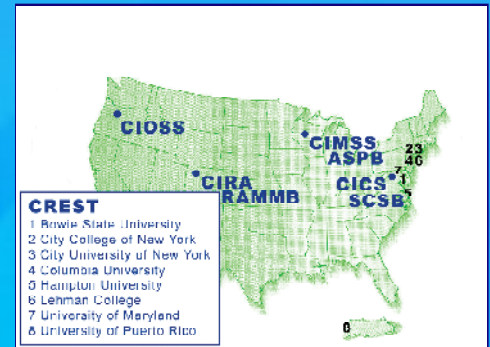 CIOSS
CIMSS
ASPB
23
46
7
1
CIRA
RAMMB
CICS
SCSB
5
CREST
1 Bowie State University
2 City College of New York
3 City University of New York
4 Columbia University
5 Hampton University
6 Lehman College
7 University of Maryland
8 University of Puerto Rico
8